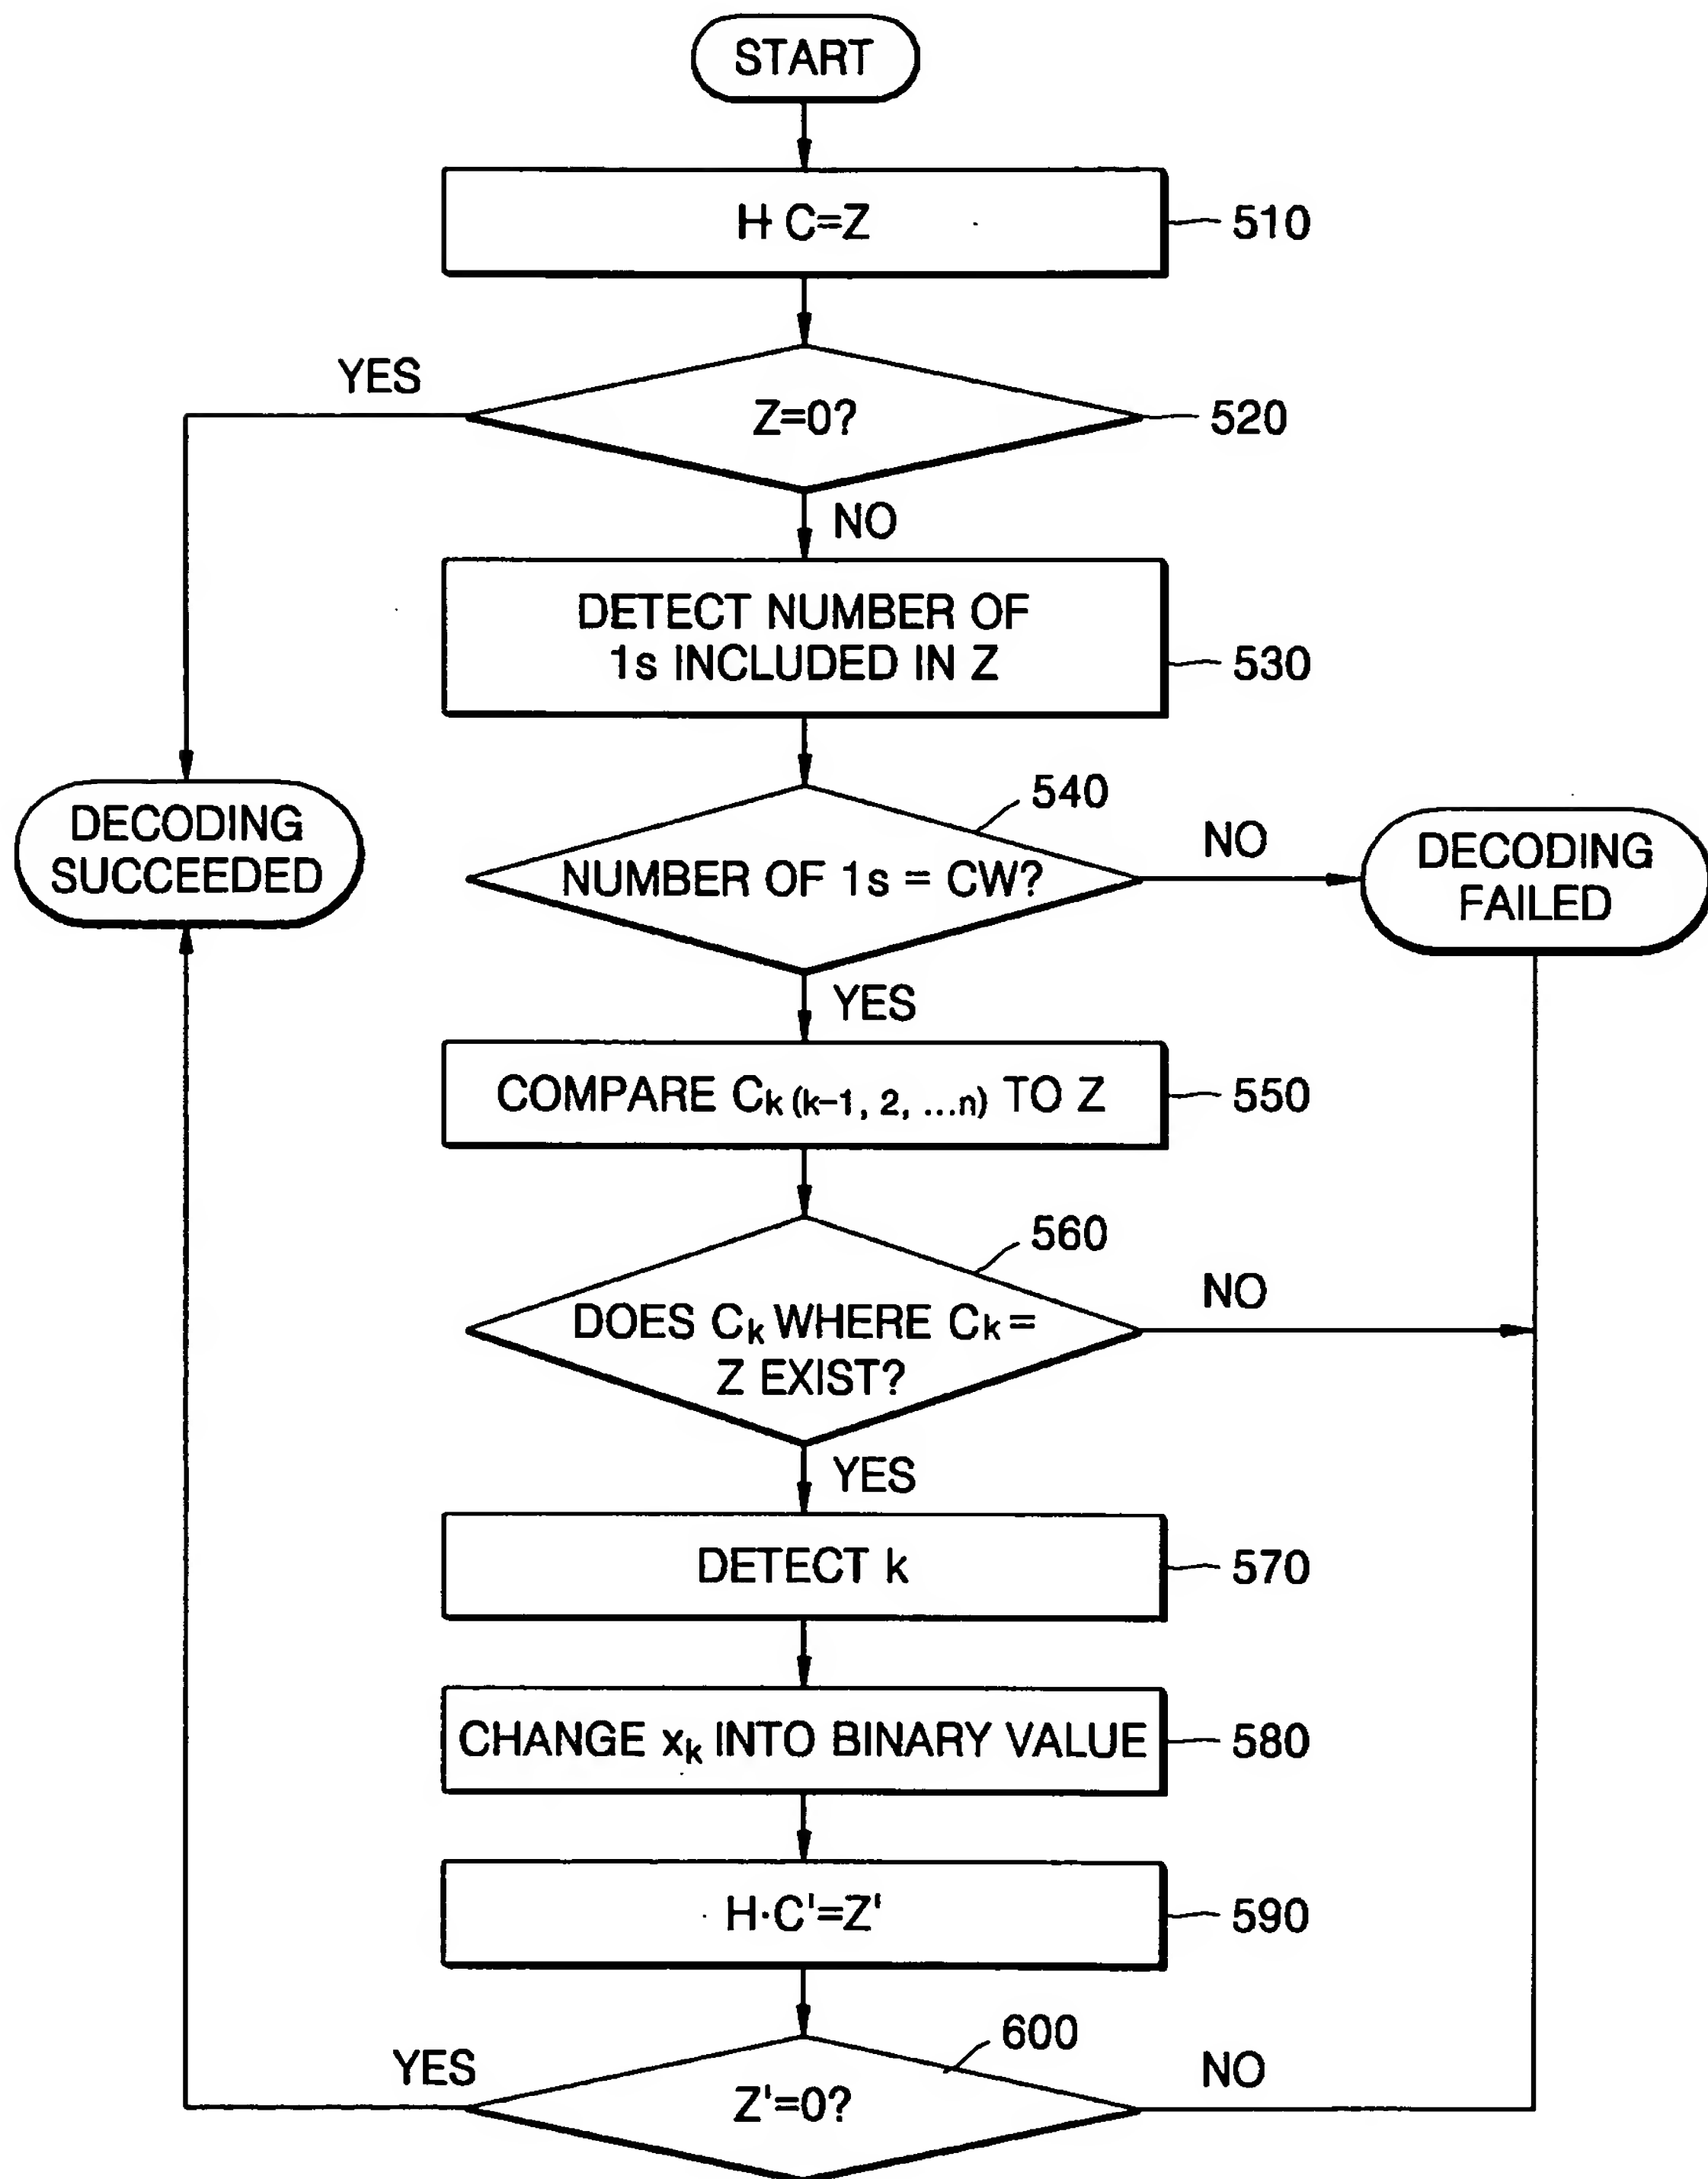 START
H C=Z
510
YES
Z=0?
520
NO
DETECT NUMBER OF
1s INCLUDED IN Z
530
540
DECODING
SUCCEEDED
NUMBER OF 1s = CW?
NO
DECODING
FAILED
YES
COMPARE Ck (k-1, 2, ...n) TO Z
550
560
DOES Ck WHERE Ck =
Z EXIST?
NO
YES
DETECT k
570
CHANGE xk INTO BINARY VALUE
580
H·C'=Z'
590
600
YES
Z'=0?
NO